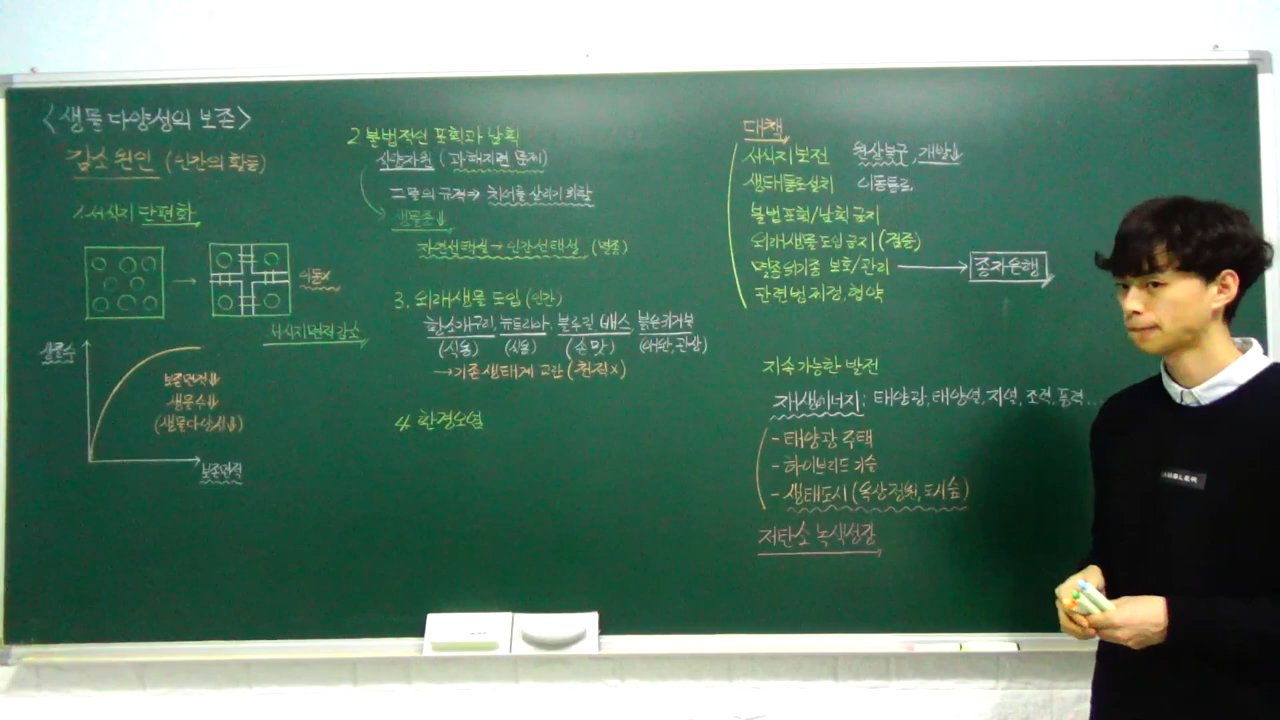 <생물다양성의 보존>
감소원인 (인간의 활동)
1. 서식지 단편화
이동x
서식지면적감소
생물수
보존면적↓
생물수↓
(생물다양성↓)
보존면적
2. 불법적인 포획과 남획
식량자원 (과 해저런 문제)
그물의 규격⇒ 치어를 살리기 위함
생물종↓
자연선택설→인간선택설 (멸종)
3. 외래생물 도입 (인간)
황소개구리, 뉴트리아, 블루길 배스, 붉은귀거북
(식용) (식용) (손맛) (애완, 관상)
→기존생태계 교란 (천적x)
4. 환경오염
대책
서식지보전 원상복구, 개발↓
생태통로설치 이동통로
불법포획/남획 금지
외래생물도입금지 (검증)
멸종위기종 보호/관리 → 종자은행
관련법 제정, 협약
지속가능한 발전
재생에너지 : 태양광, 태양열, 지열, 조력, 풍력...
- 태양광 주택
- 하이브리드 기술
- 생태도시 (옥상정원, 도시숲)
저탄소 녹색성장